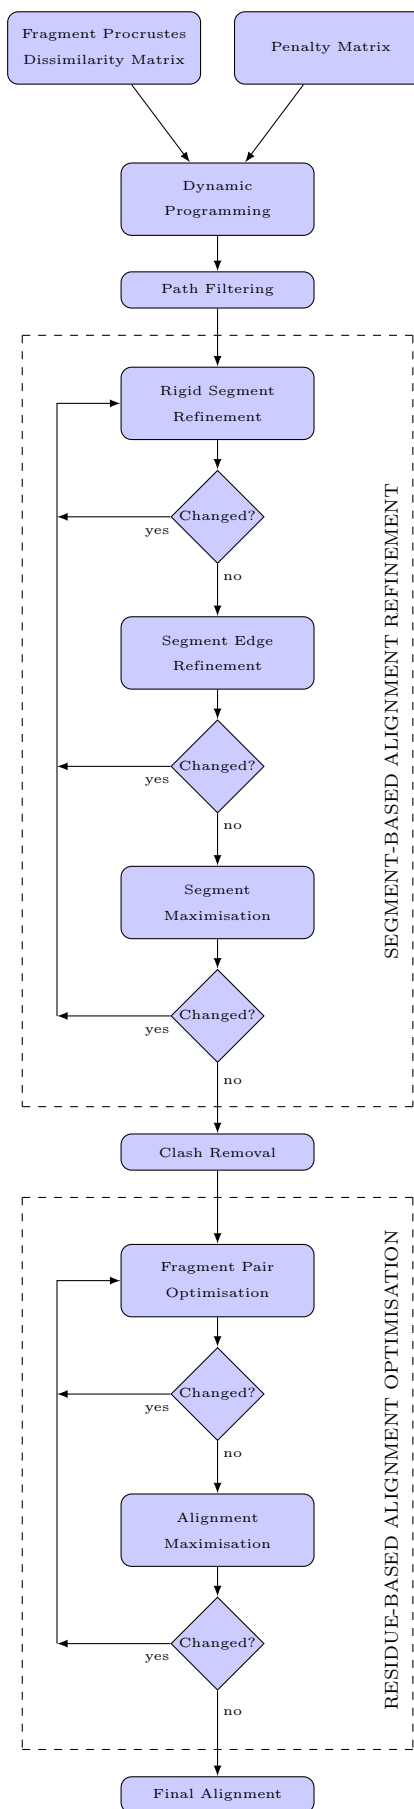 Fragment Procrustes
Dissimilarity Matrix
Penalty Matrix
Dynamic
Programming
Path Filtering
Rigid Segment
Refinement
Changed?
yes
no
Segment Edge
Refinement
Changed?
yes
no
Segment
Maximisation
Changed?
yes
no
SEGMENT-BASED ALIGNMENT REFINEMENT
Clash Removal
Fragment Pair
Optimisation
Changed?
yes
no
Alignment
Maximisation
Changed?
yes
no
RESIDUE-BASED ALIGNMENT OPTIMISATION
Final Alignment